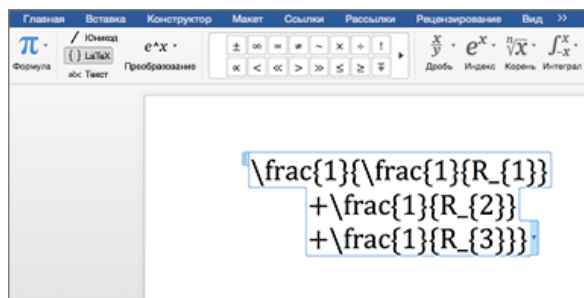 Главная Вставка Конструктор Макет Ссылки Рассылки Рецензирование Вид >>
π Формула
/ Юникод
{} LaTeX
abc Текст
e^x Преобразование
± ∞ = ≠ ~ × ÷ !
∝ < ≪ > ≫ ≤ ≥ ∓
x/y Дробь
e^x Индекс
n√x Корень
∫x -x Интеграл
\frac{1}{\frac{1}{R_{1}}
+\frac{1}{R_{2}}
+\frac{1}{R_{3}}}